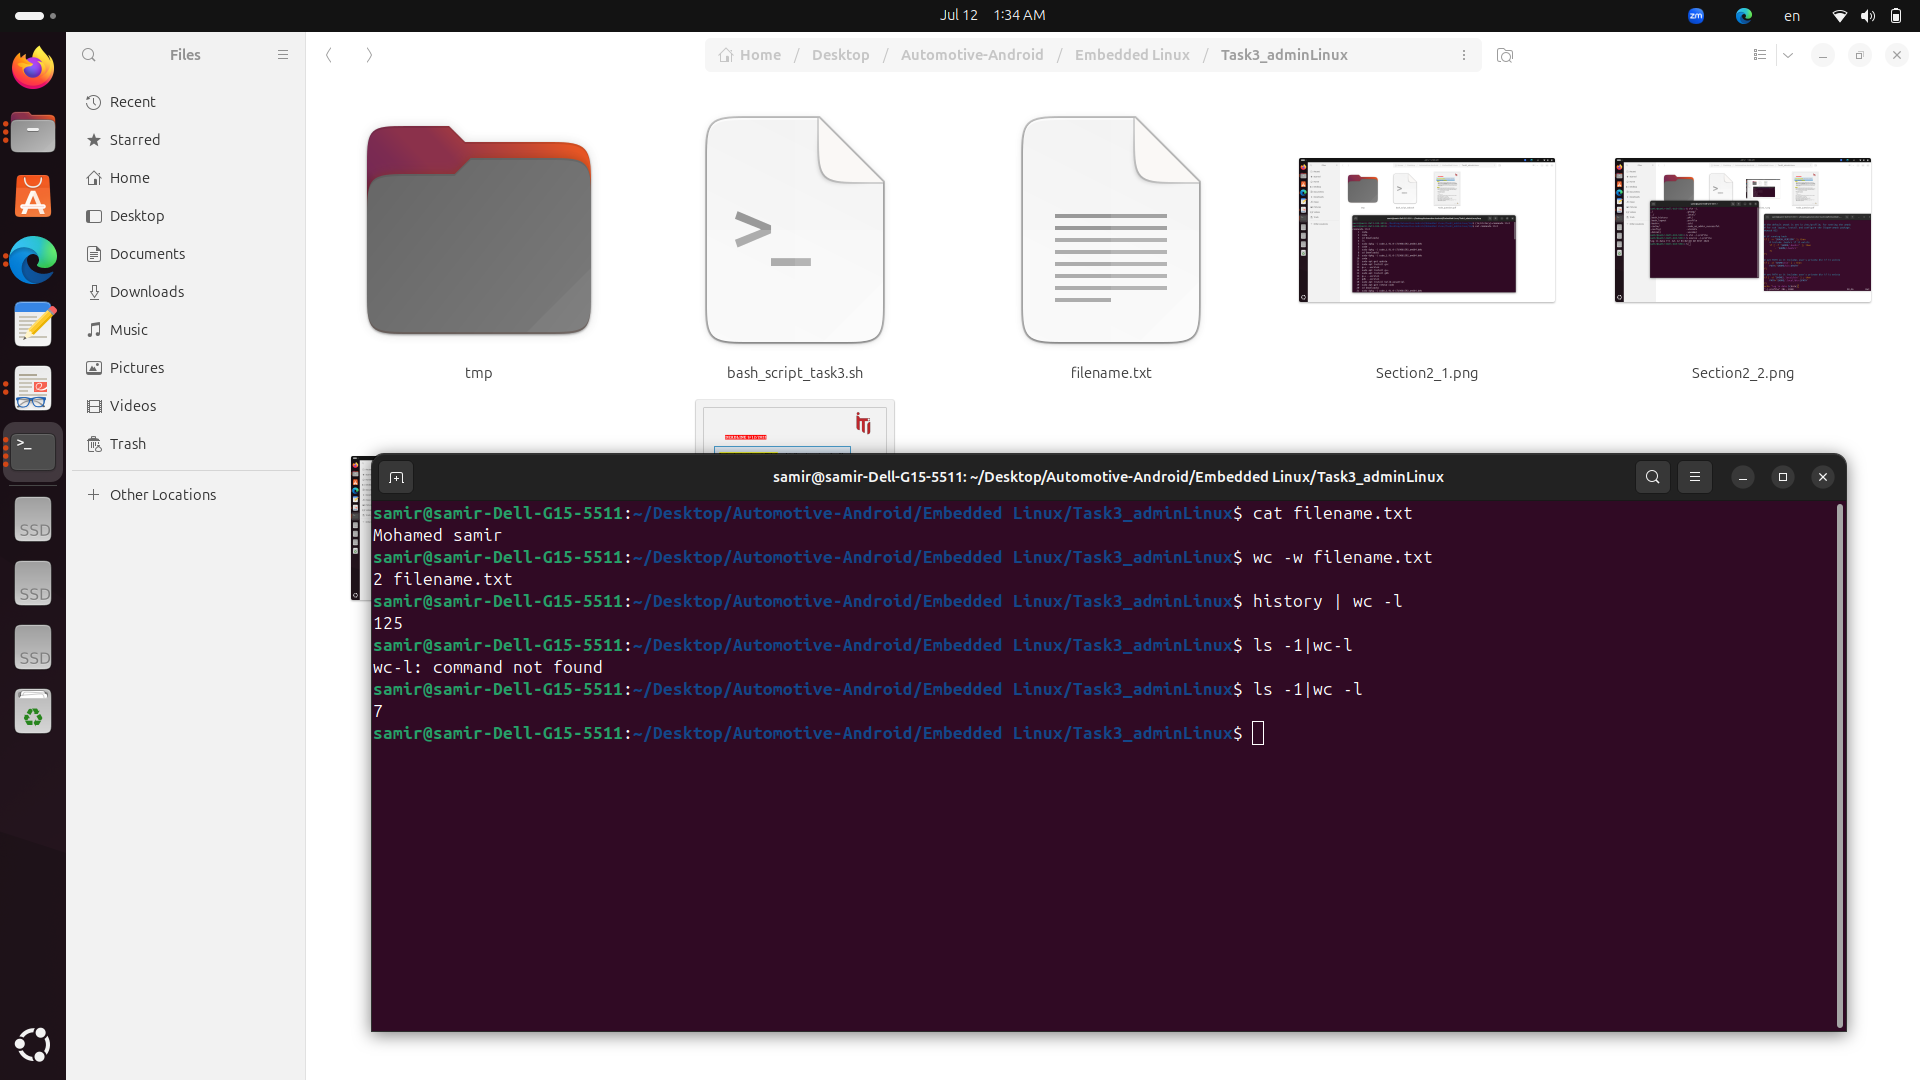 Jul 12 1:34 AM
zm
en
Files
Home / Desktop / Automotive-Android / Embedded Linux / Task3_adminLinux
Recent
Starred
Home
Desktop
Documents
Downloads
Music
Pictures
Videos
Trash
Other Locations
SSD
SSD
SSD
tmp
bash_script_task3.sh
filename.txt
Section2_1.png
Section2_2.png
samir@samir-Dell-G15-5511: ~/Desktop/Automotive-Android/Embedded Linux/Task3_adminLinux
samir@samir-Dell-G15-5511:~/Desktop/Automotive-Android/Embedded Linux/Task3_adminLinux$ cat filename.txt
Mohamed samir
samir@samir-Dell-G15-5511:~/Desktop/Automotive-Android/Embedded Linux/Task3_adminLinux$ wc -w filename.txt
2 filename.txt
samir@samir-Dell-G15-5511:~/Desktop/Automotive-Android/Embedded Linux/Task3_adminLinux$ history | wc -l
125
samir@samir-Dell-G15-5511:~/Desktop/Automotive-Android/Embedded Linux/Task3_adminLinux$ ls -1|wc-l
wc-l: command not found
samir@samir-Dell-G15-5511:~/Desktop/Automotive-Android/Embedded Linux/Task3_adminLinux$ ls -1|wc -l
7
samir@samir-Dell-G15-5511:~/Desktop/Automotive-Android/Embedded Linux/Task3_adminLinux$